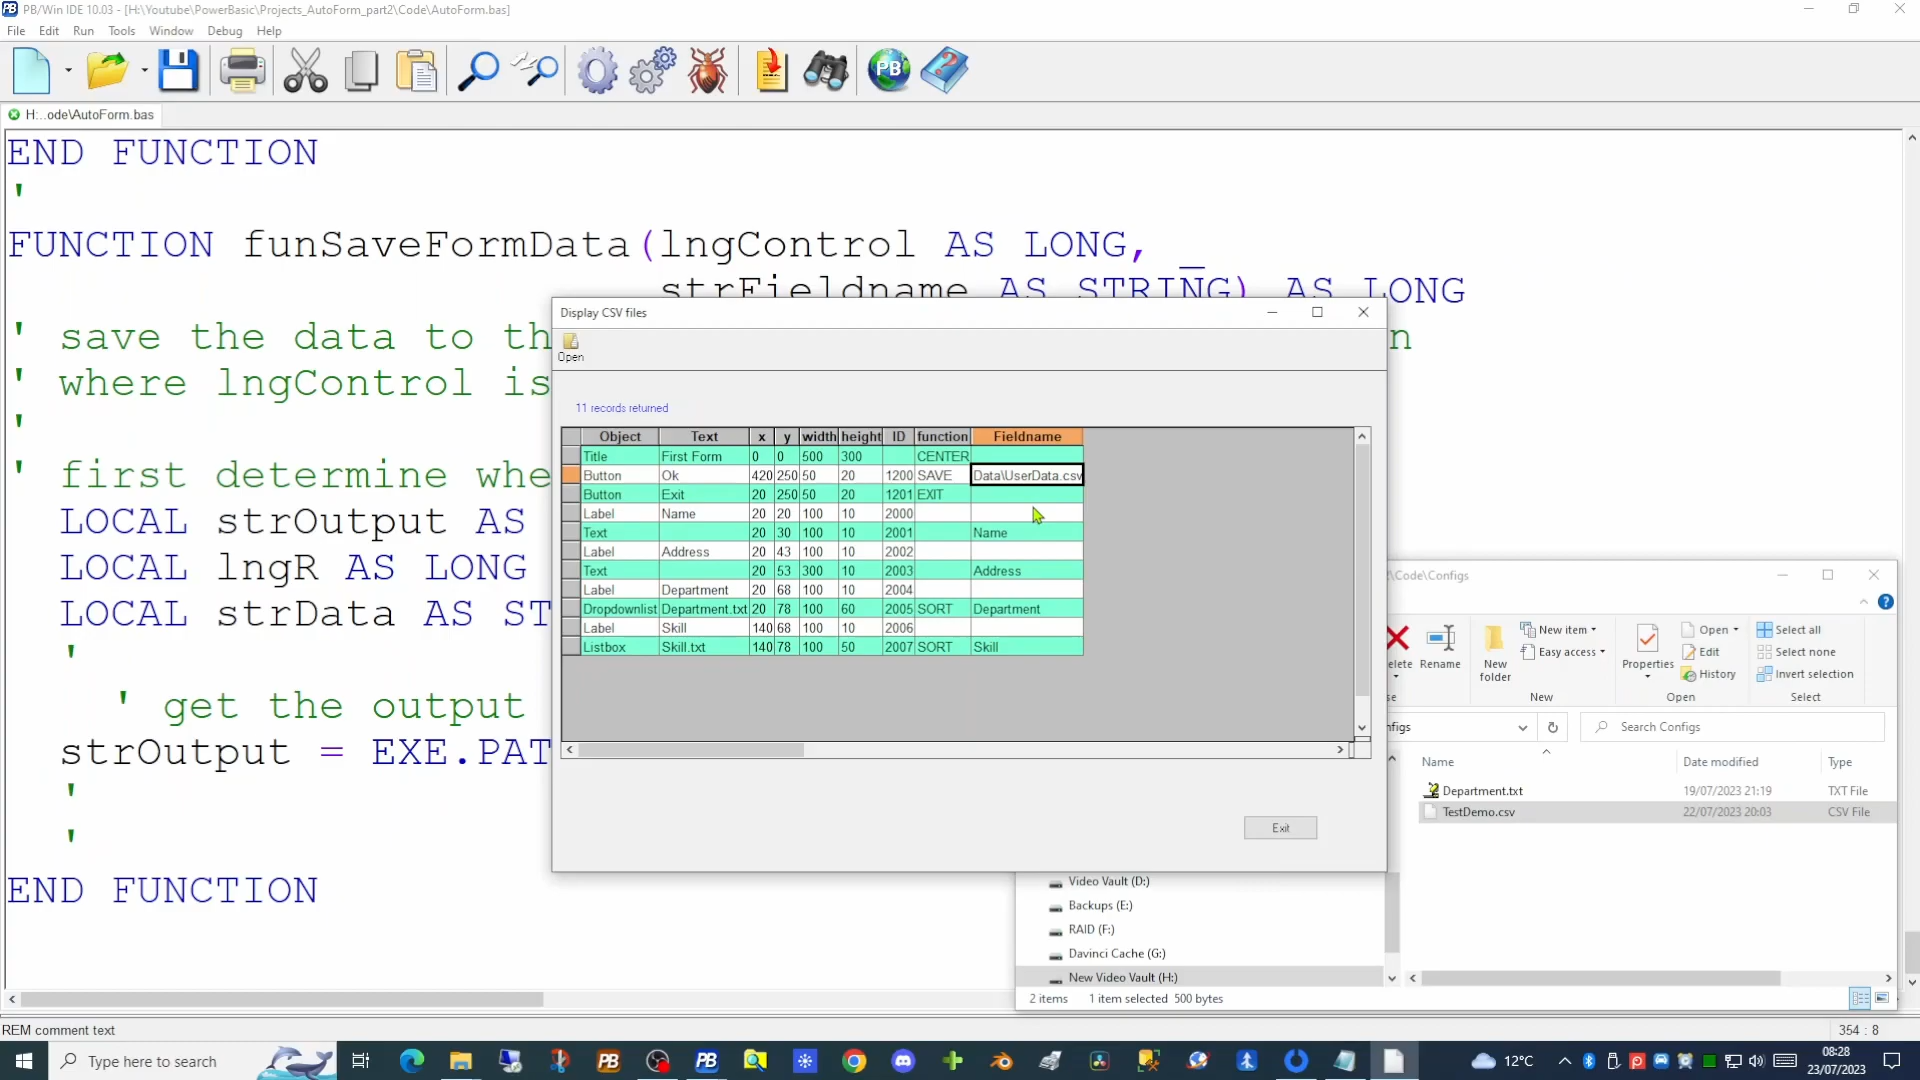 PB/Win IDE 10.03 - [H:\Youtube\PowerBasic\Projects_AutoForm_part2\Code\AutoForm.bas]
File Edit Run Tools Window Debug Help
H:..ode\AutoForm.bas
END FUNCTION
'
FUNCTION funSaveFormData(lngControl AS LONG, _
strFieldname AS STRING) AS LONG
' save the data to th
n
' where lngControl is
'
' first determine whe
LOCAL strOutput AS
LOCAL lngR AS LONG
LOCAL strData AS ST
'
' get the output
strOutput = EXE.PAT
'
'
END FUNCTION
Display CSV files
Open
11 records returned
Object Text x y width height ID function Fieldname
Title First Form 0 0 500 300 CENTER
Button Ok 420 250 50 20 1200 SAVE Data\UserData.csv
Button Exit 20 250 50 20 1201 EXIT
Label Name 20 20 100 10 2000
Text 20 30 100 10 2001 Name
Label Address 20 43 100 10 2002
Text 20 53 300 10 2003 Address
Label Department 20 68 100 10 2004
Dropdownlist Department.txt 20 78 100 60 2005 SORT Department
Label Skill 140 68 100 10 2006
Listbox Skill.txt 140 78 100 50 2007 SORT Skill
Exit
\Code\Configs
New item Open Select all
Easy access Edit Select none
elete Rename New folder Properties History Invert selection
se New Open Select
nfigs Search Configs
Name Date modified Type
Department.txt 19/07/2023 21:19 TXT File
TestDemo.csv 22/07/2023 20:03 CSV File
Video Vault (D:)
Backups (E:)
RAID (F:)
Davinci Cache (G:)
New Video Vault (H:)
2 items 1 item selected 500 bytes
REM comment text 354 : 8
Type here to search
PB
PB
12°C
08:28
23/07/2023